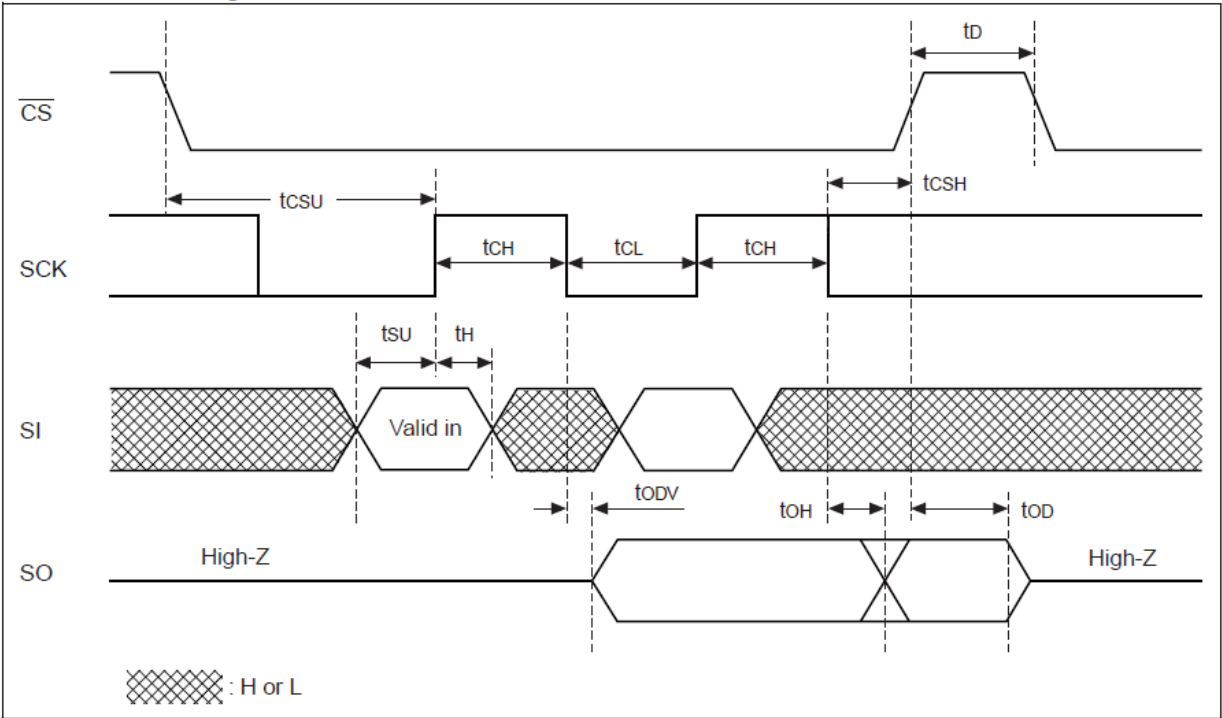 tD
CS
tCSH
tCSU
tCH
tCL
tCH
SCK
tSU
tH
SI
Valid in
tODV
tOH
tOD
High-Z
High-Z
SO
: H or L